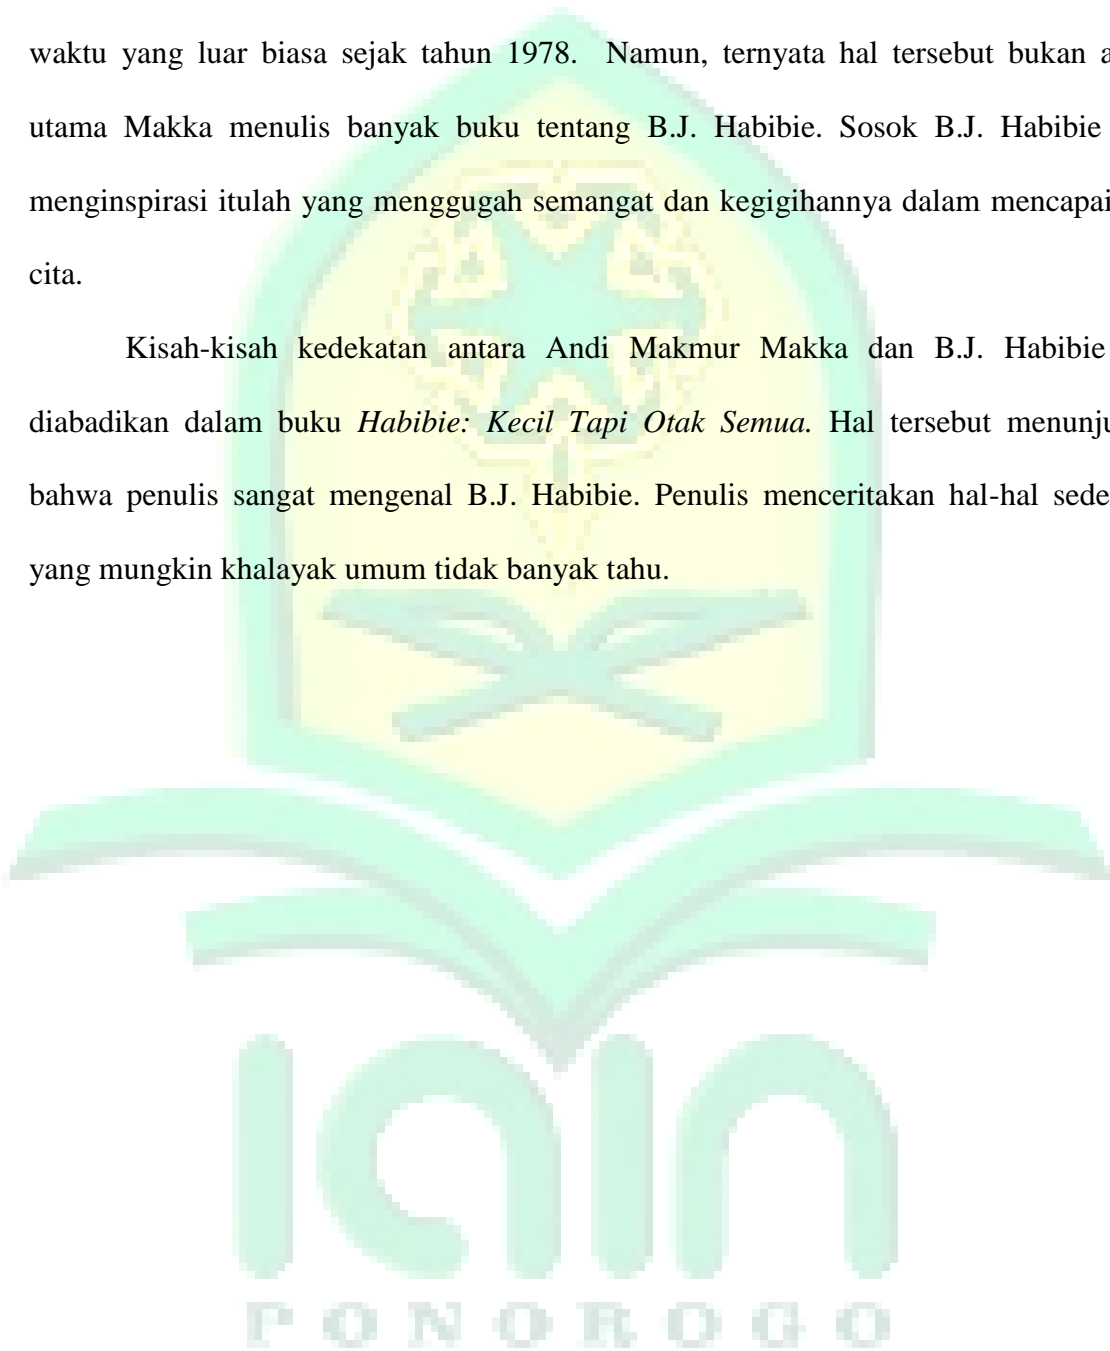 waktu yang luar biasa sejak tahun 1978. Namun, ternyata hal tersebut bukan a
utama Makka menulis banyak buku tentang B.J. Habibie. Sosok B.J. Habibie
menginspirasi itulah yang menggugah semangat dan kegigihannya dalam mencapai
cita.
Kisah-kisah kedekatan antara Andi Makmur Makka dan B.J. Habibie
diabadikan dalam buku Habibie: Kecil Tapi Otak Semua. Hal tersebut menunju
bahwa penulis sangat mengenal B.J. Habibie. Penulis menceritakan hal-hal sede
yang mungkin khalayak umum tidak banyak tahu.
iain
PONOROGO